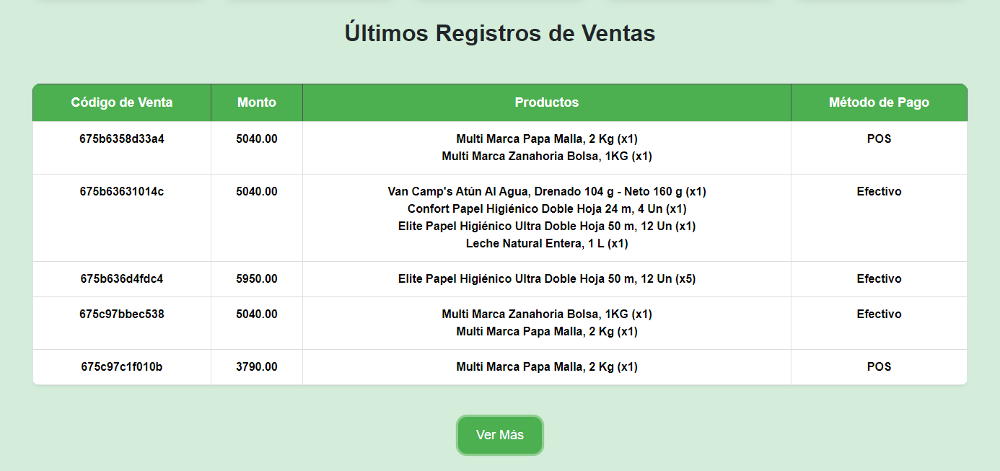 Últimos Registros de Ventas
Código de Venta Monto Productos Método de Pago
675b6358d33a4 5040.00 Multi Marca Papa Malla, 2 Kg (x1) POS
Multi Marca Zanahoria Bolsa, 1KG (x1)
675b63631014c 5040.00 Van Camp's Atún Al Agua, Drenado 104 g - Neto 160 g (x1) Efectivo
Confort Papel Higiénico Doble Hoja 24 m, 4 Un (x1)
Elite Papel Higiénico Ultra Doble Hoja 50 m, 12 Un (x1)
Leche Natural Entera, 1 L (x1)
675b636d4fdc4 5950.00 Elite Papel Higiénico Ultra Doble Hoja 50 m, 12 Un (x5) Efectivo
675c97bbec538 5040.00 Multi Marca Zanahoria Bolsa, 1KG (x1) Efectivo
Multi Marca Papa Malla, 2 Kg (x1)
675c97c1f010b 3790.00 Multi Marca Papa Malla, 2 Kg (x1) POS
Ver Más